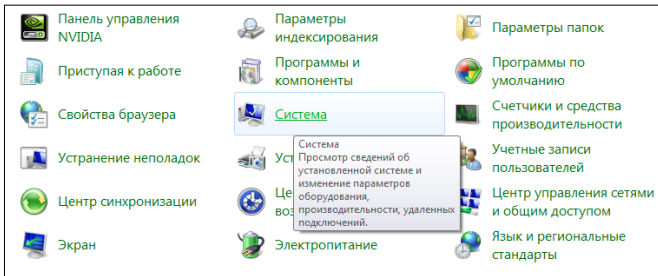 Панель управления
NVIDIA
Параметры
индексирования
Параметры папок
Приступая к работе
Программы и
компоненты
Программы по
умолчанию
Свойства браузера
Система
Счетчики и средства
производительности
Устранение неполадок
Уст
Учетные записи
пользователей
Система
Просмотр сведений об
установленной системе и
изменение параметров
оборудования,
производительности, удаленных
подключений.
Центр синхронизации
Це
воз
Центр управления сетями
и общим доступом
Экран
Электропитание
Язык и региональные
стандарты